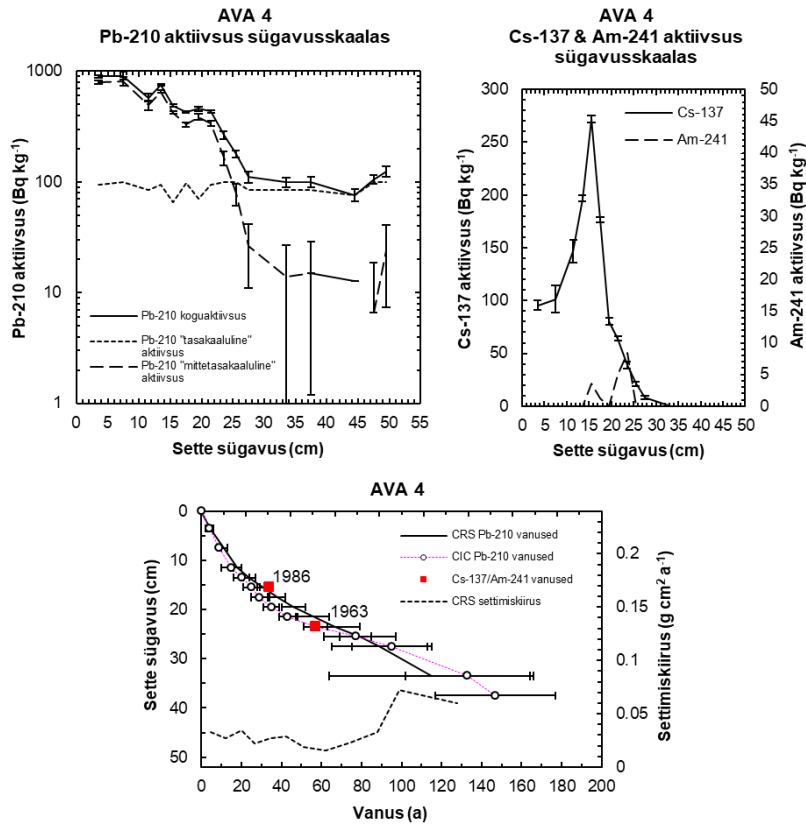 AVA 4
Pb-210 aktiivsus sügavusskaalas
Pb-210 aktiivsus (Bq kg⁻¹)
1000
100
10
1
Pb-210 koguaktiivsus
Pb-210 "tasakaaluline"
aktiivsus
Pb-210 "mittetasakaaluline"
aktiivsus
0 5 10 15 20 25 30 35 40 45 50 55
Sette sügavus (cm)
AVA 4
Cs-137 & Am-241 aktiivsus
sügavusskaalas
Cs-137 aktiivsus (Bq kg⁻¹)
300
250
200
150
100
50
0
Cs-137
Am-241
50
45
40
35
30
25
20
15
10
5
0
Am-241 aktiivsus (Bq kg⁻¹)
0 5 10 15 20 25 30 35 40 45 50
Sette sügavus (cm)
AVA 4
Sette sügavus (cm)
0
10
20
30
40
50
1986
1963
CRS Pb-210 vanused
CIC Pb-210 vanused
Cs-137/Am-241 vanused
CRS settimiskiirus
0.2
0.15
0.1
0.05
0
Settimiskiirus (g cm² a⁻¹)
0 20 40 60 80 100 120 140 160 180 200
Vanus (a)